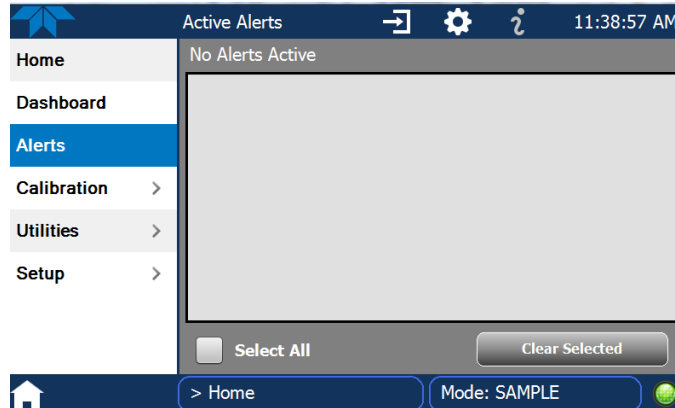 Active Alerts
11:38:57 AM
Home
No Alerts Active
Dashboard
Alerts
Calibration >
Utilities >
Setup >
Select All
Clear Selected
> Home
Mode: SAMPLE